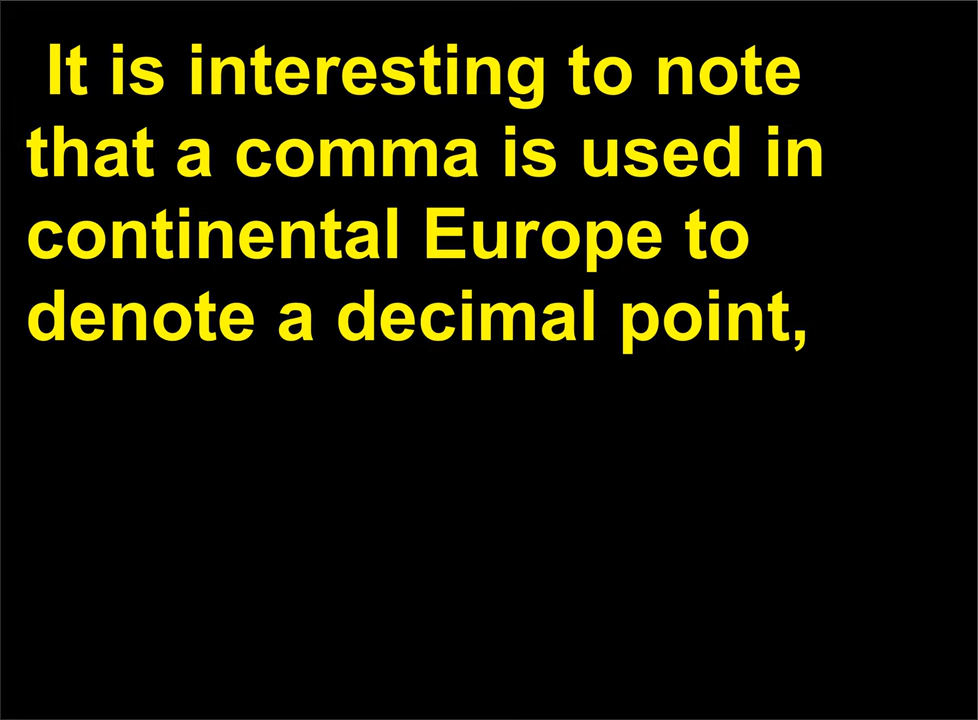 It is interesting to note
that a comma is used in
continental Europe to
denote a decimal point,